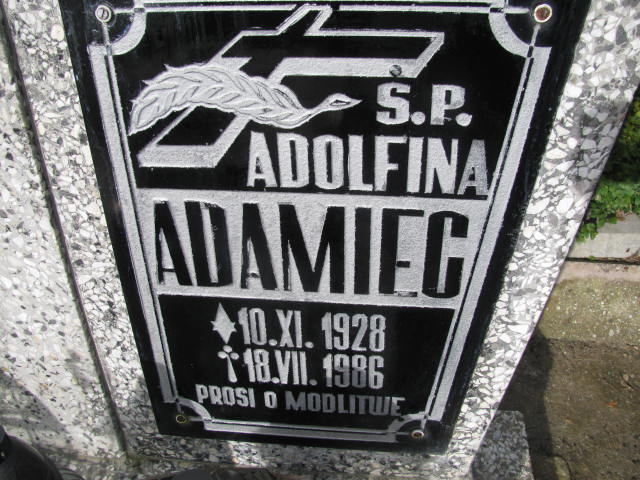 Ś.P.
ADOLFINA
ADAMIEC
10.XI. 1928
18.VII. 1986
PROSI O MODLITWĘ